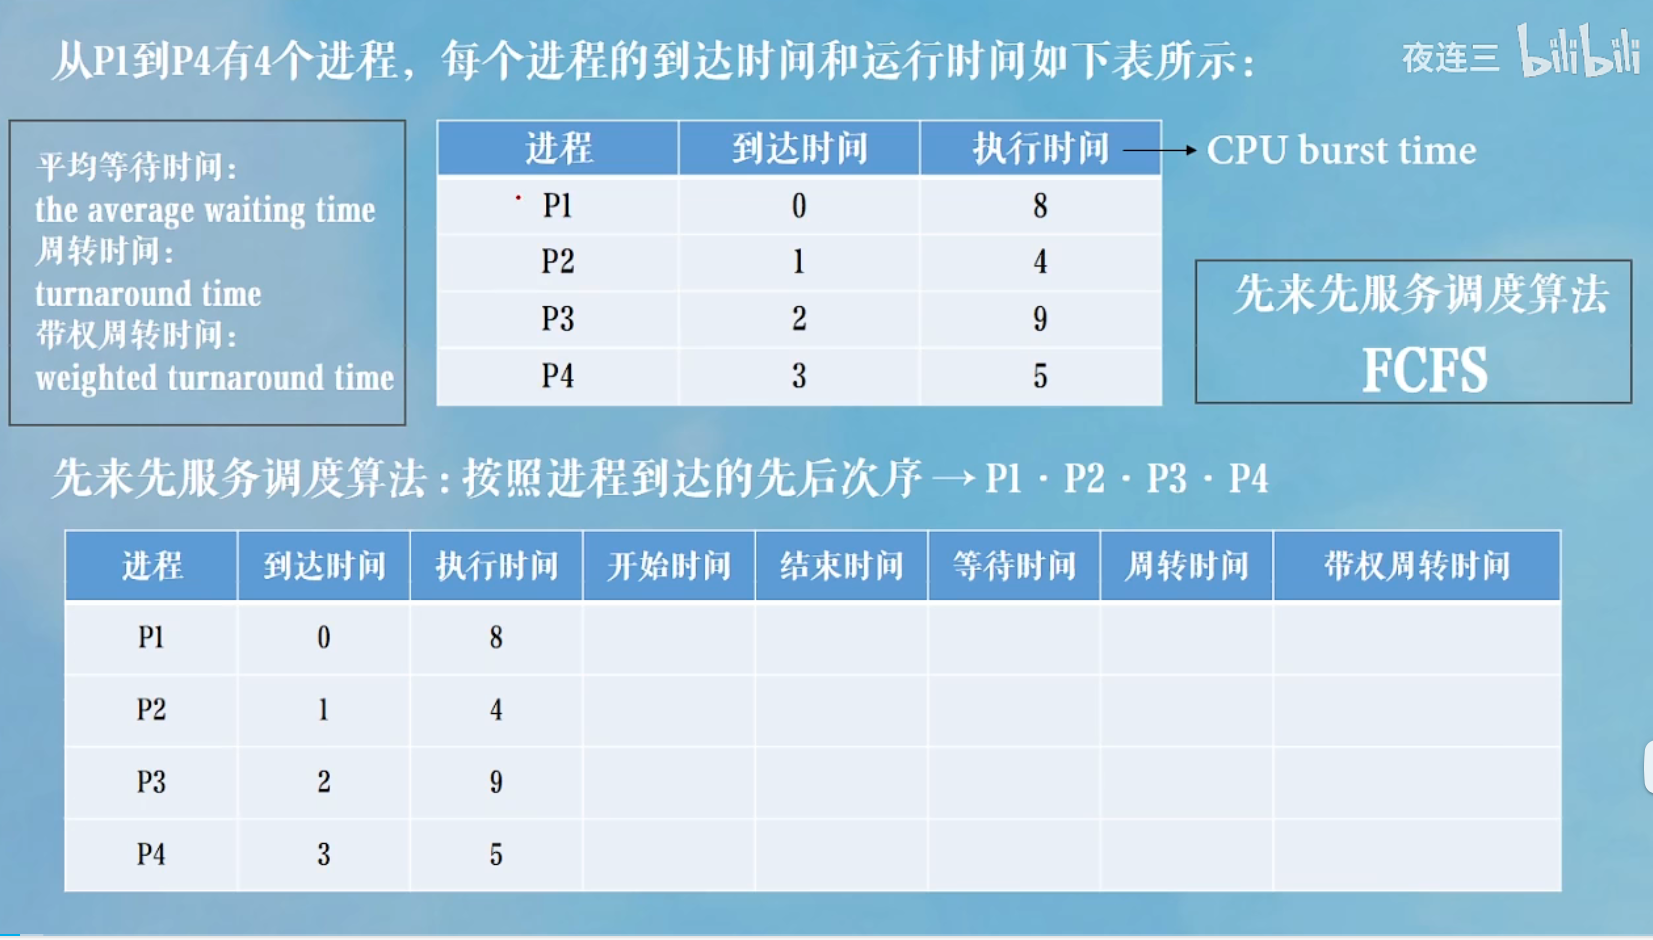 从P1到P4有4个进程，每个进程的到达时间和运行时间如下表所示：
夜连三 bilibili
平均等待时间：
the average waiting time
周转时间：
turnaround time
带权周转时间：
weighted turnaround time
进程 到达时间 执行时间 → CPU burst time
P1 0 8
P2 1 4
P3 2 9
P4 3 5
先来先服务调度算法
FCFS
先来先服务调度算法：按照进程到达的先后次序→P1·P2·P3·P4
进程 到达时间 执行时间 开始时间 结束时间 等待时间 周转时间 带权周转时间
P1 0 8
P2 1 4
P3 2 9
P4 3 5